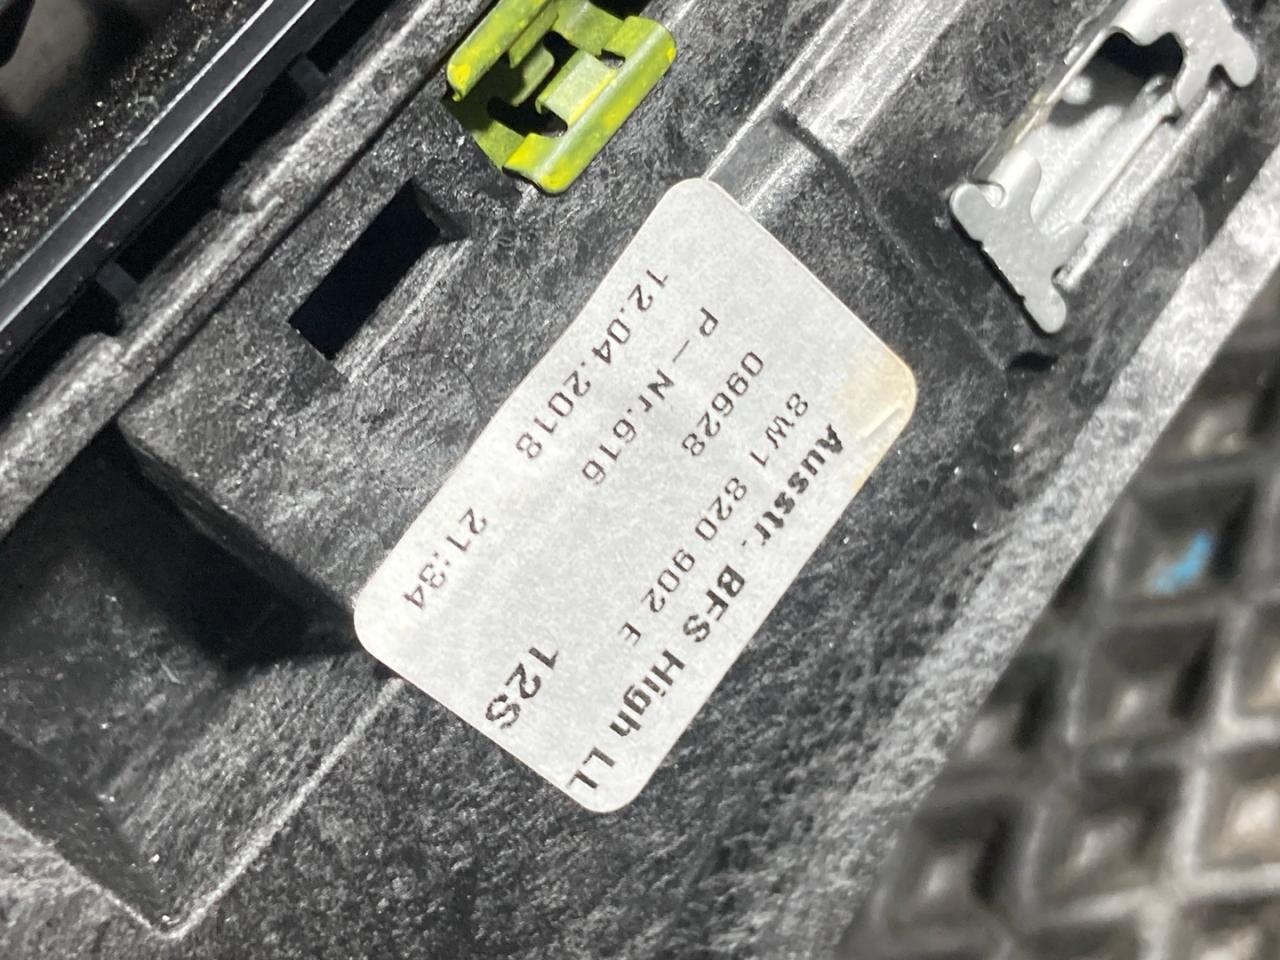 Ausstr. BFS High LL
8W1 820 902 E
09628
P-Nr.616
12.04.2018 21:34
12S